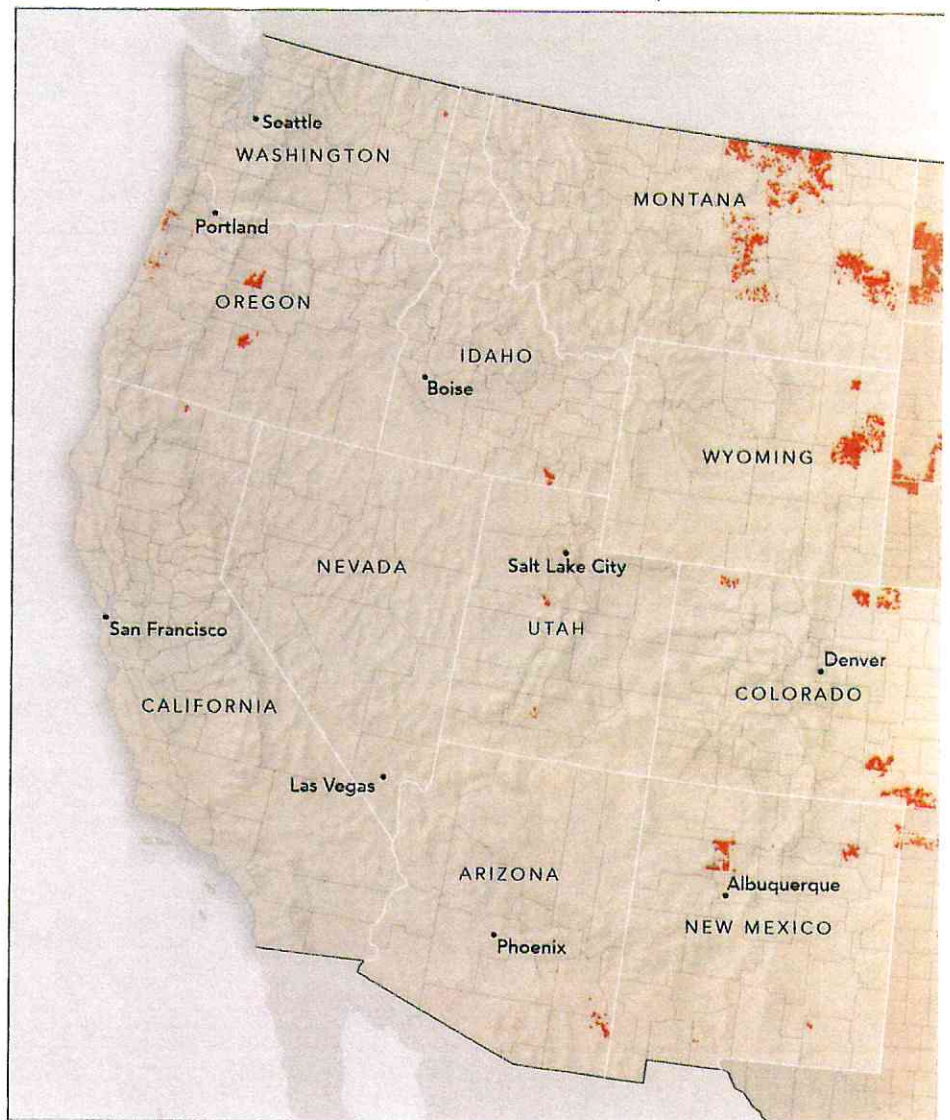 Seattle
WASHINGTON
MONTANA
Portland
OREGON
IDAHO
Boise
WYOMING
NEVADA
Salt Lake City
UTAH
San Francisco
Denver
COLORADO
CALIFORNIA
Las Vegas
ARIZONA
Albuquerque
NEW MEXICO
Phoenix